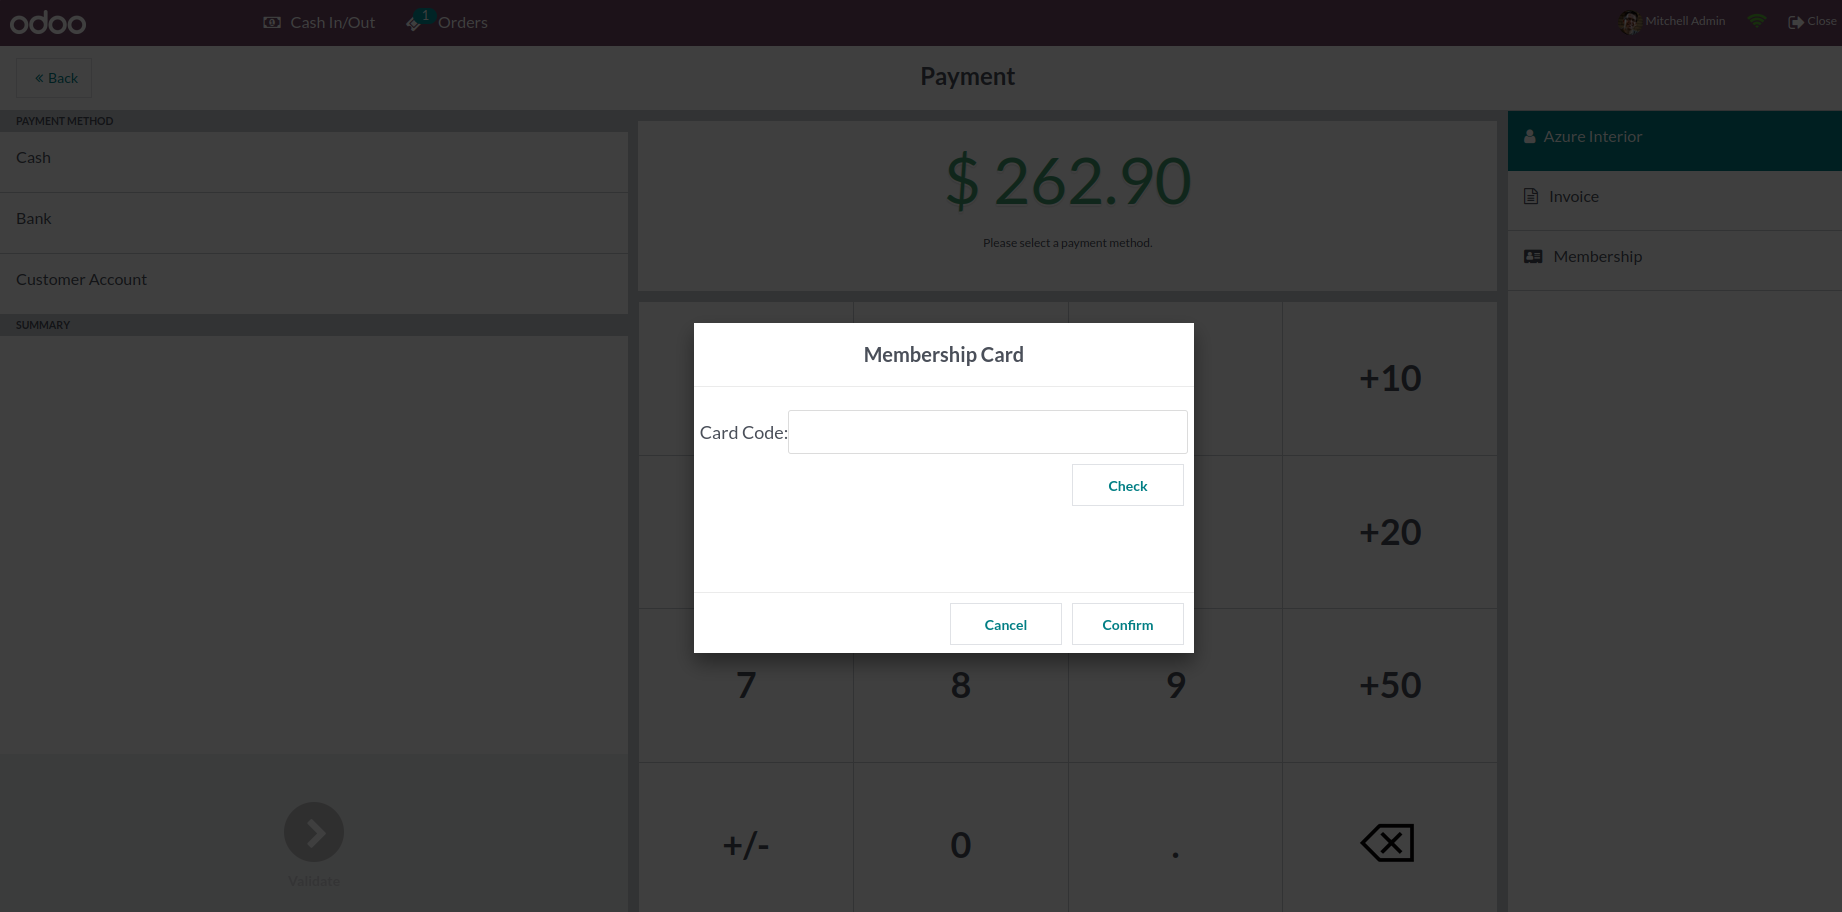 odoo
Cash In/Out
1
Orders
Mitchell Admin
Close
« Back
Payment
PAYMENT METHOD
Cash
Bank
Customer Account
SUMMARY
Validate
$ 262.90
Please select a payment method.
Azure Interior
Invoice
Membership
Membership Card
Card Code:
Check
Cancel
Confirm
+10
+20
7
8
9
+50
+/-
0
.